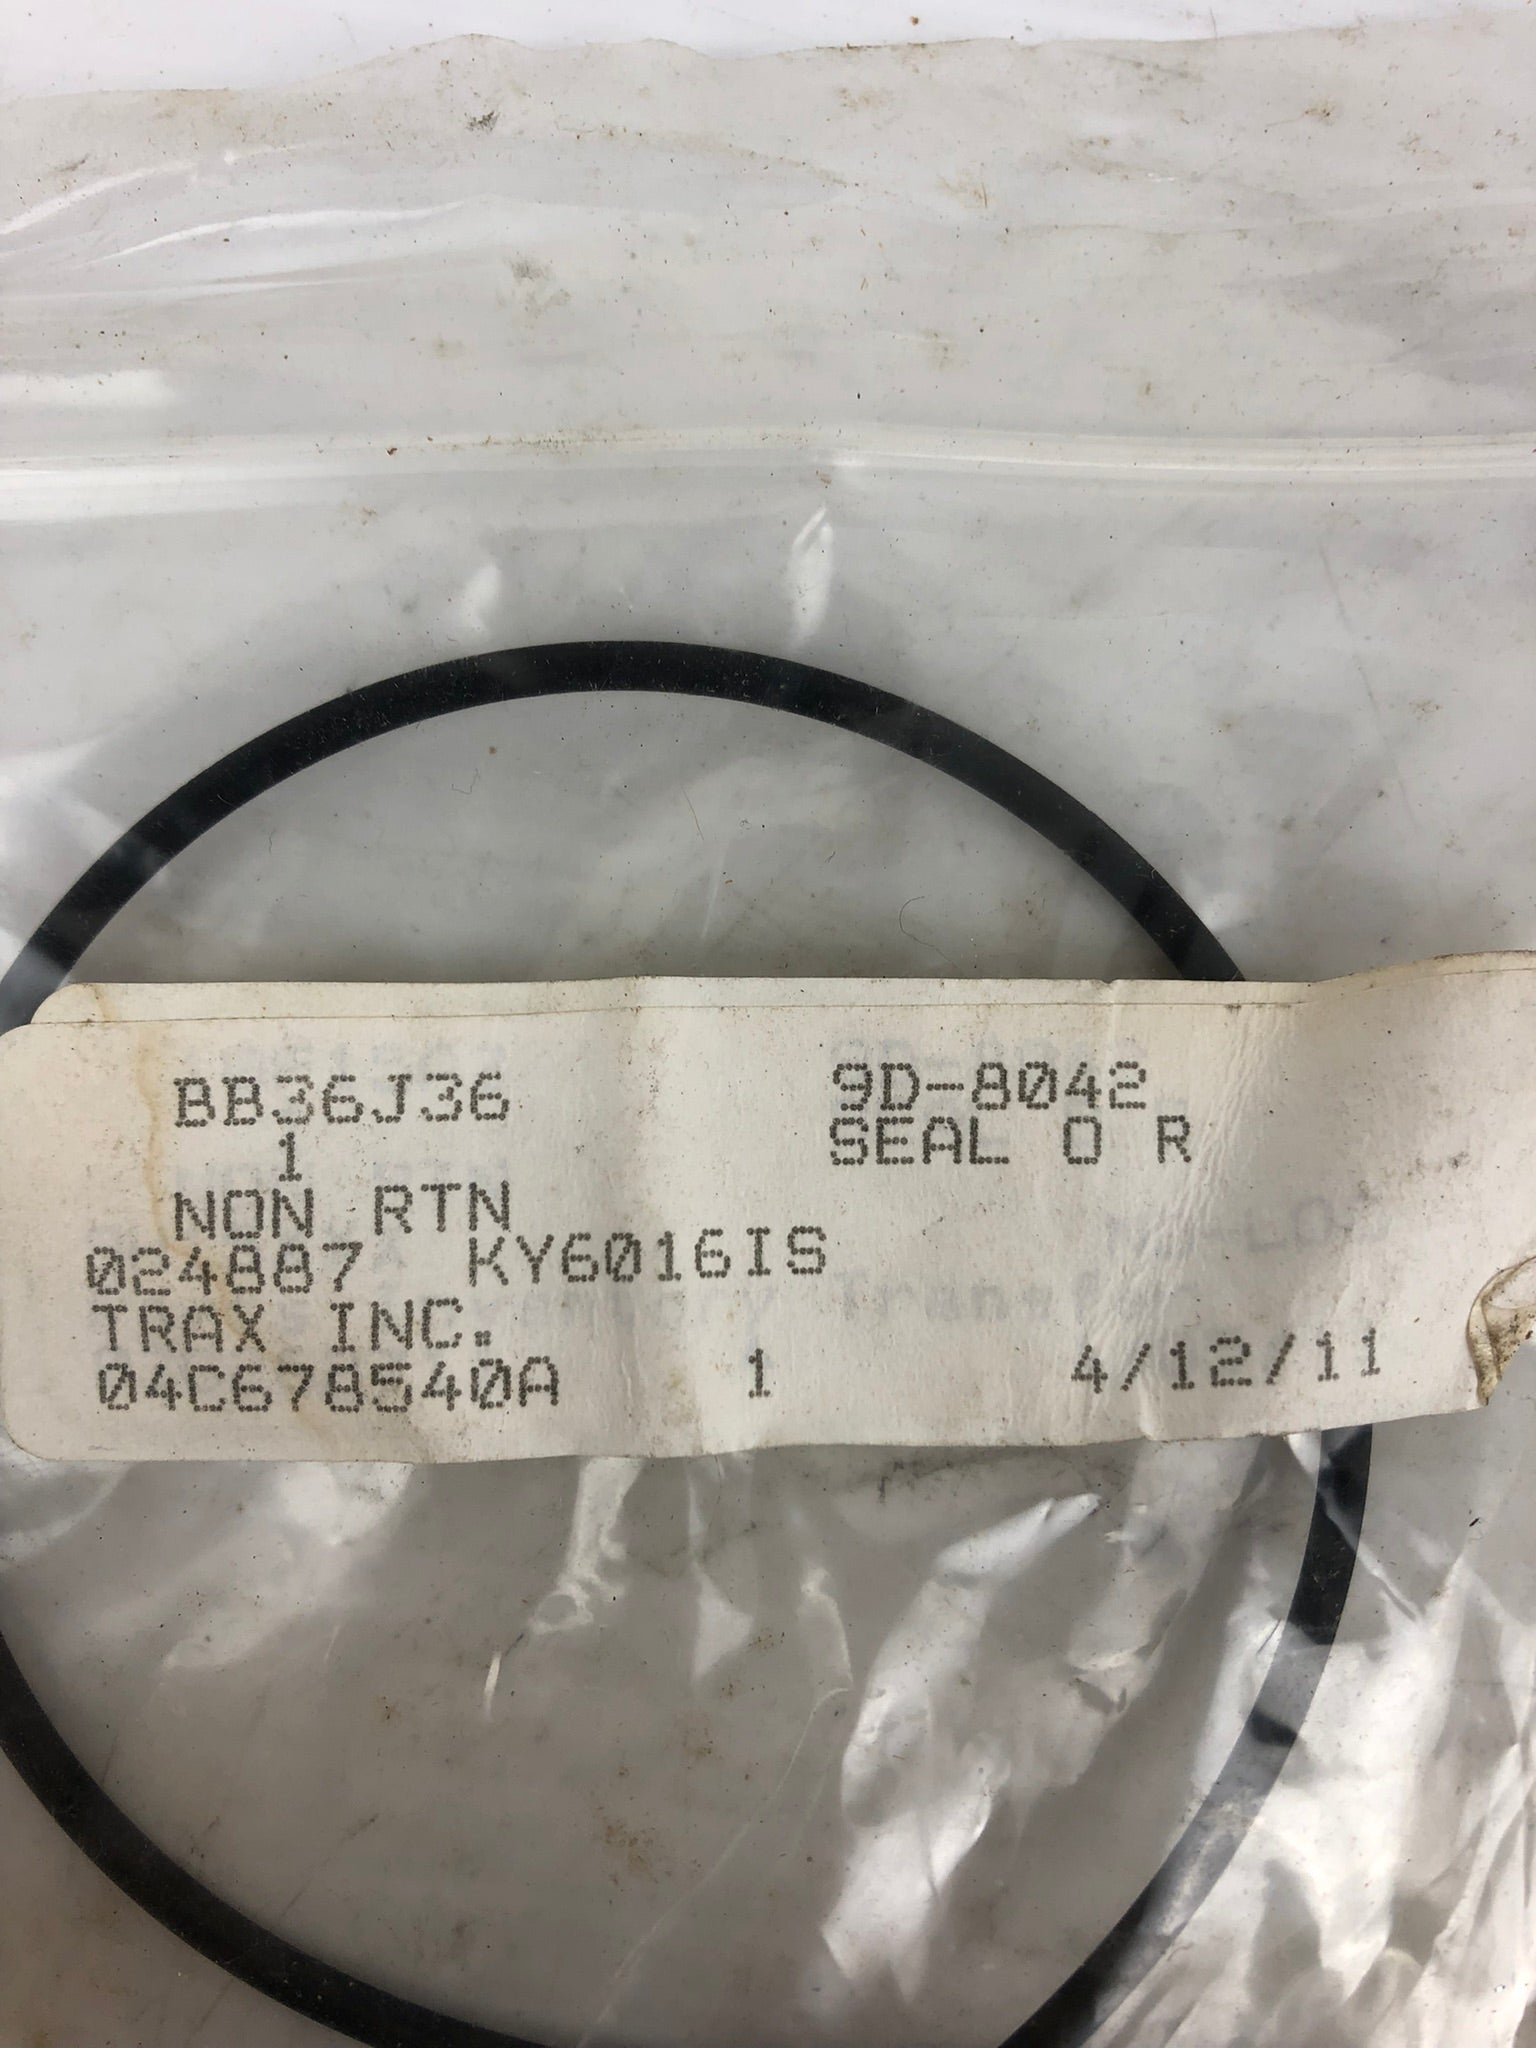 BB36J36 9D-8042
1 SEAL O R
NON RTN
024887 KY6016IS
TRAX INC.
04C678540A 1 4/12/11